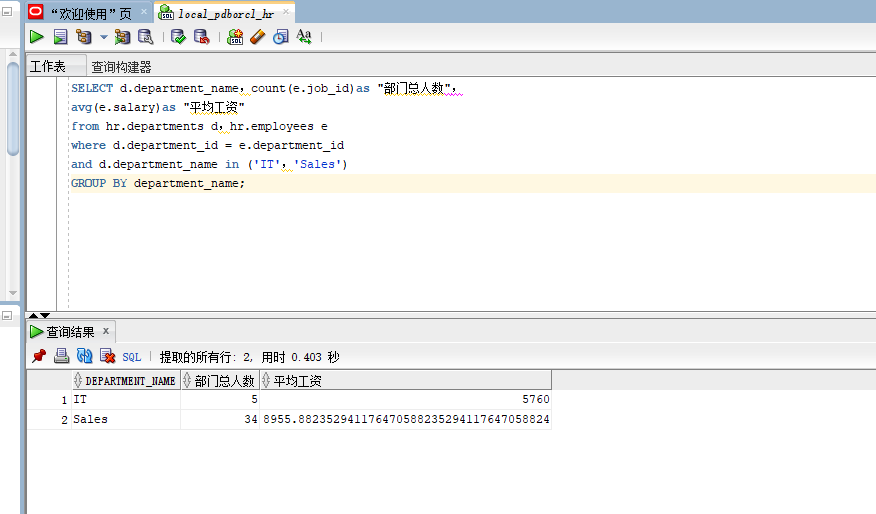 “欢迎使用”页 × local_pdborcl_hr ×
工作表 查询构建器
SELECT d.department_name，count(e.job_id)as "部门总人数"，
avg(e.salary)as "平均工资"
from hr.departments d，hr.employees e
where d.department_id = e.department_id
and d.department_name in ('IT'，'Sales')
GROUP BY department_name;
查询结果 x
SQL | 提取的所有行: 2, 用时 0.403 秒
DEPARTMENT_NAME 部门总人数 平均工资
1 IT 5 5760
2 Sales 34 8955.88235294117647058823529411764705 8824